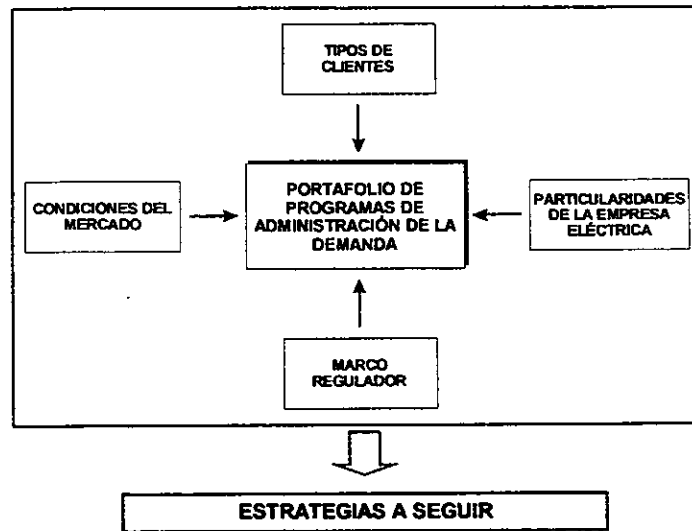 TIPOS DE
CLIENTES
CONDICIONES DEL
MERCADO
PORTAFOLIO DE
PROGRAMAS DE
ADMINISTRACIÓN DE LA
DEMANDA
PARTICULARIDADES
DE LA EMPRESA
ELÉCTRICA
MARCO
REGULADOR
ESTRATEGIAS A SEGUIR